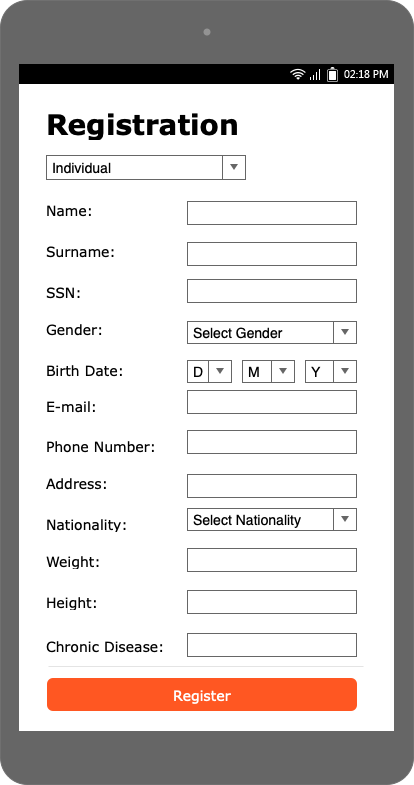 02:18 PM
Registration
Individual
Name:
Surname:
SSN:
Gender: Select Gender
Birth Date: D M Y
E-mail:
Phone Number:
Address:
Nationality: Select Nationality
Weight:
Height:
Chronic Disease:
Register